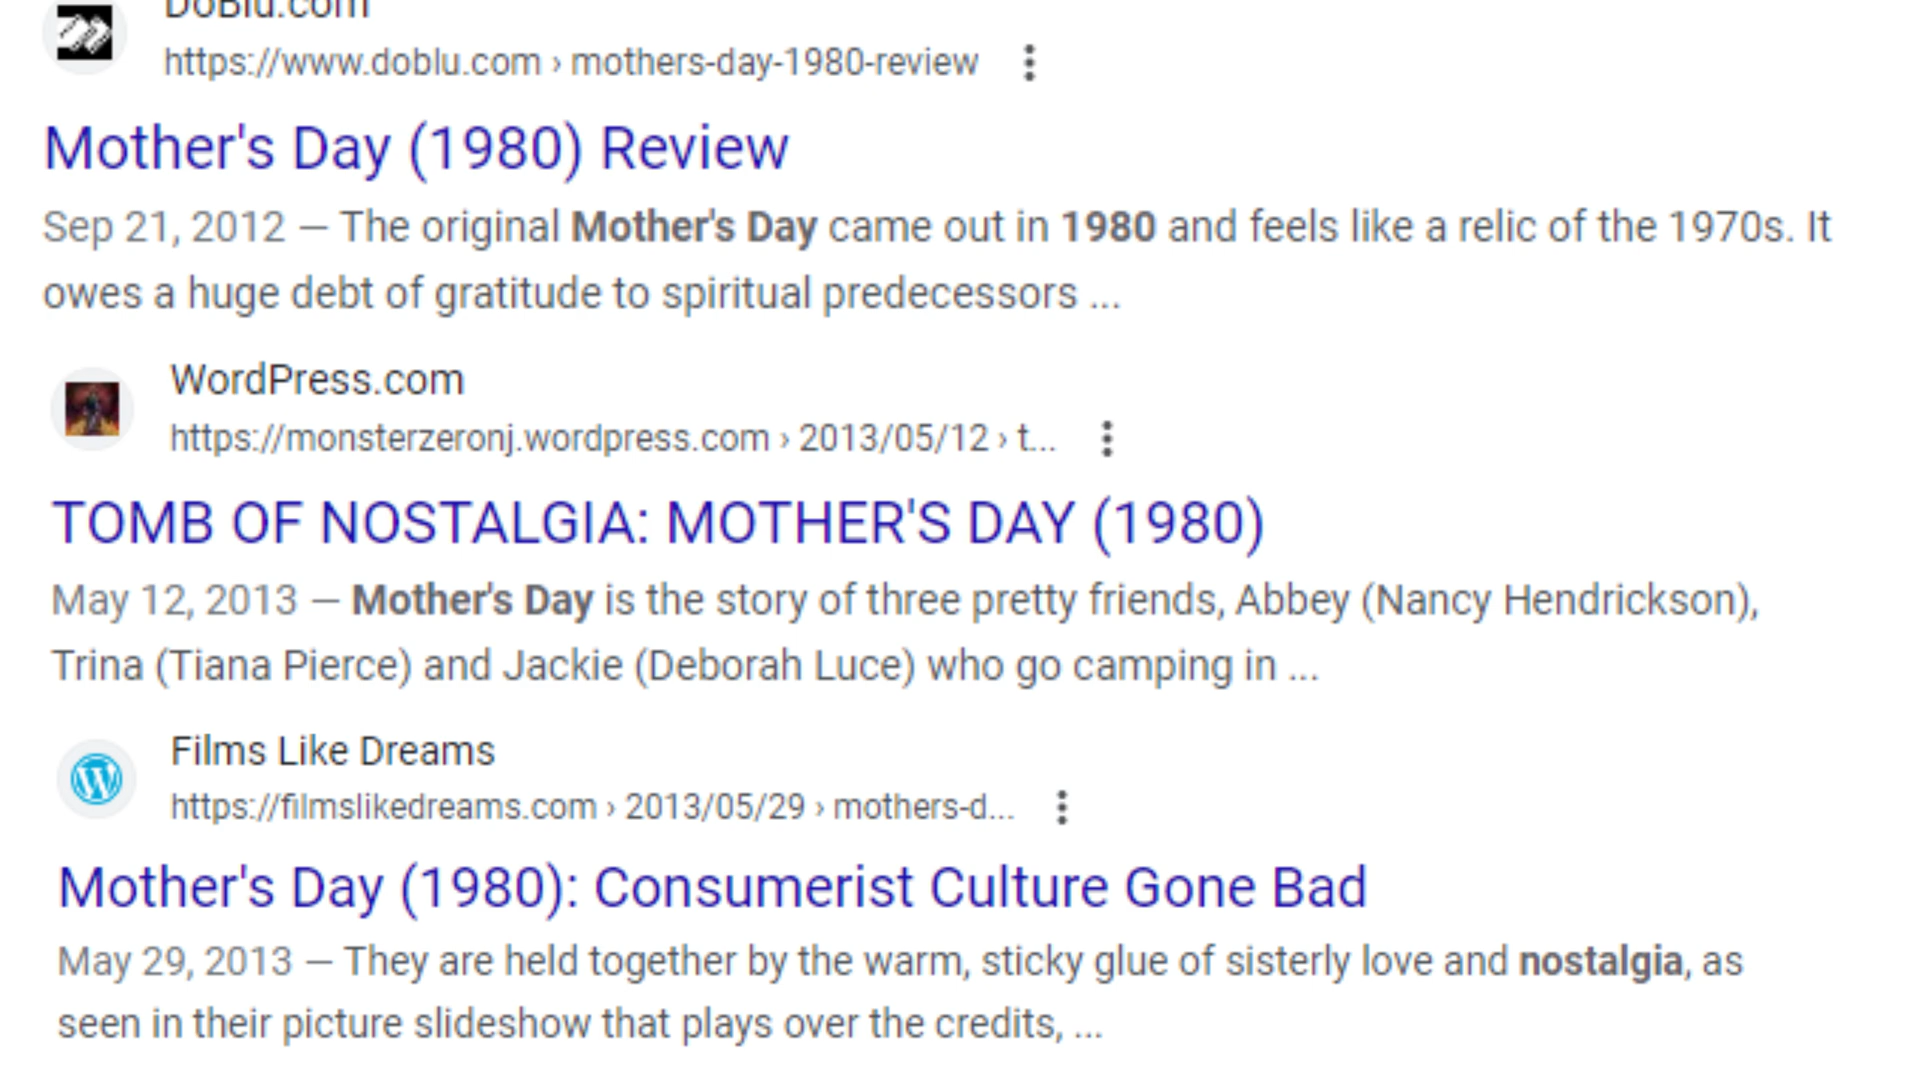 DoBlu.com
https://www.doblu.com › mothers-day-1980-review
Mother's Day (1980) Review
Sep 21, 2012 — The original Mother's Day came out in 1980 and feels like a relic of the 1970s. It
owes a huge debt of gratitude to spiritual predecessors ...
WordPress.com
https://monsterzeronj.wordpress.com › 2013/05/12 › t...
TOMB OF NOSTALGIA: MOTHER'S DAY (1980)
May 12, 2013 — Mother's Day is the story of three pretty friends, Abbey (Nancy Hendrickson),
Trina (Tiana Pierce) and Jackie (Deborah Luce) who go camping in ...
Films Like Dreams
https://filmslikedreams.com › 2013/05/29 › mothers-d...
Mother's Day (1980): Consumerist Culture Gone Bad
May 29, 2013 — They are held together by the warm, sticky glue of sisterly love and nostalgia, as
seen in their picture slideshow that plays over the credits, ...